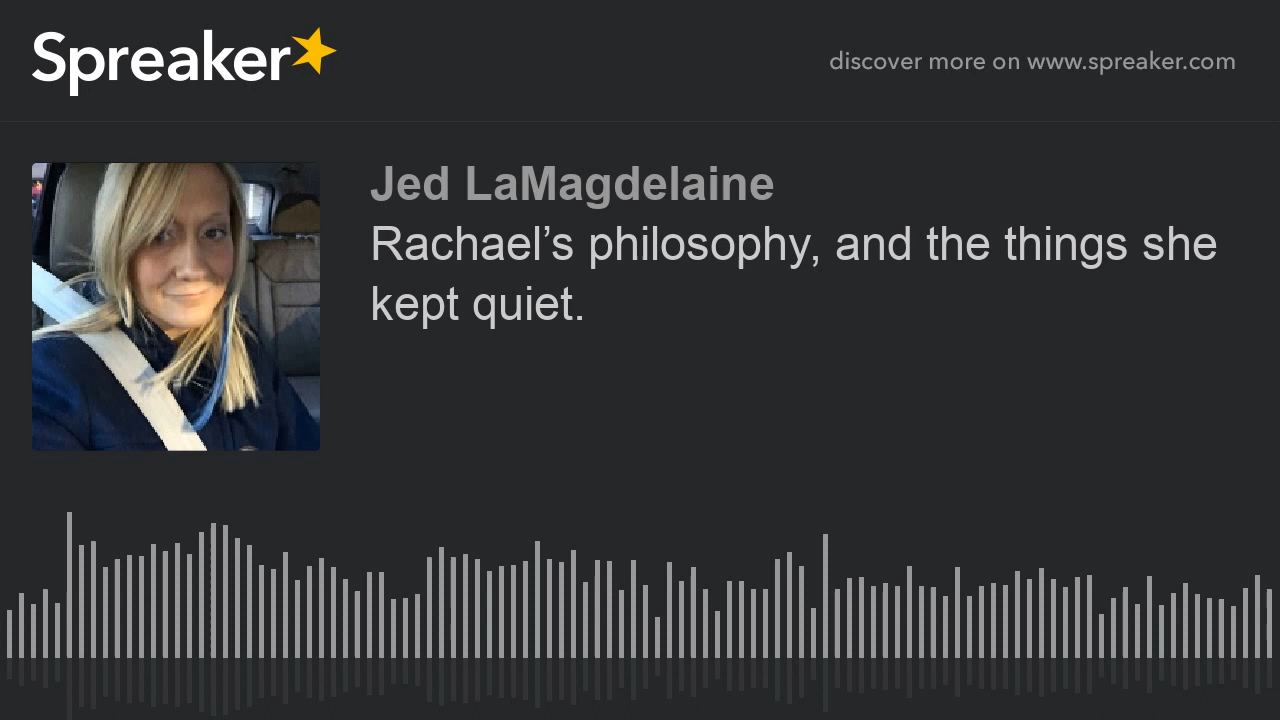 Spreaker
discover more on www.spreaker.com
Jed LaMagdelaine
Rachael’s philosophy, and the things she
kept quiet.